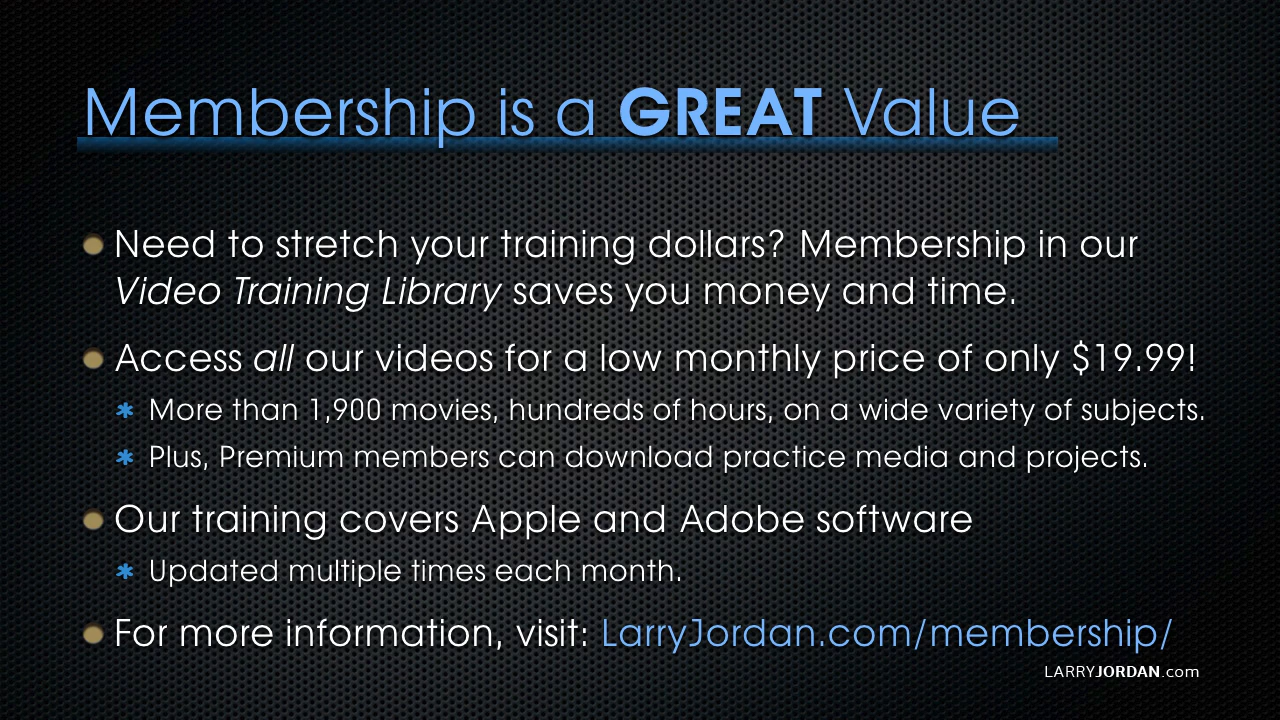 Membership is a GREAT Value
Need to stretch your training dollars? Membership in our
Video Training Library saves you money and time.
Access all our videos for a low monthly price of only $19.99!
More than 1,900 movies, hundreds of hours, on a wide variety of subjects.
Plus, Premium members can download practice media and projects.
Our training covers Apple and Adobe software
Updated multiple times each month.
For more information, visit: LarryJordan.com/membership/
LARRYJORDAN.com